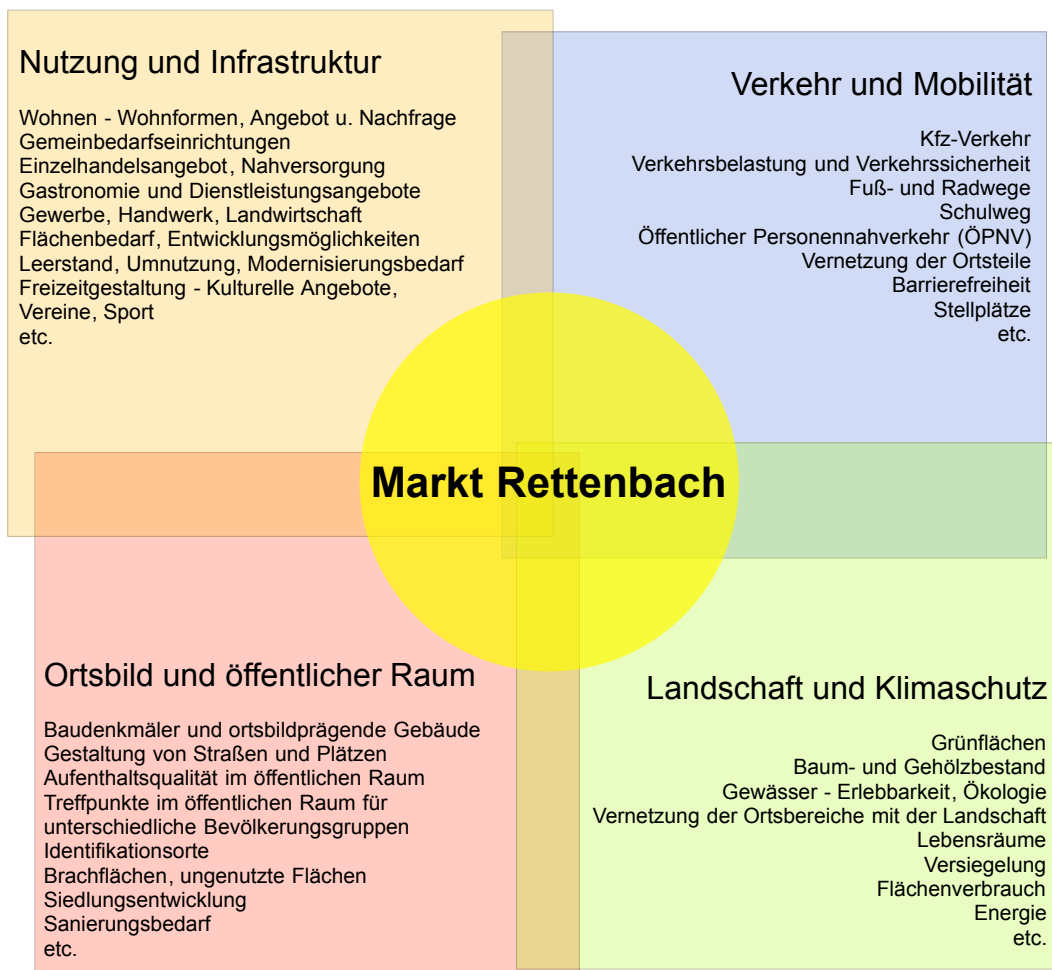 Nutzung und Infrastruktur
Wohnen - Wohnformen, Angebot u. Nachfrage
Gemeinbedarfseinrichtungen
Einzelhandelsangebot, Nahversorgung
Gastronomie und Dienstleistungsangebote
Gewerbe, Handwerk, Landwirtschaft
Flächenbedarf, Entwicklungsmöglichkeiten
Leerstand, Umnutzung, Modernisierungsbedarf
Freizeitgestaltung - Kulturelle Angebote,
Vereine, Sport
etc.
Verkehr und Mobilität
Kfz-Verkehr
Verkehrsbelastung und Verkehrssicherheit
Fuß- und Radwege
Schulweg
Öffentlicher Personennahverkehr (ÖPNV)
Vernetzung der Ortsteile
Barrierefreiheit
Stellplätze
etc.
Markt Rettenbach
Ortsbild und öffentlicher Raum
Baudenkmäler und ortsbildprägende Gebäude
Gestaltung von Straßen und Plätzen
Aufenthaltsqualität im öffentlichen Raum
Treffpunkte im öffentlichen Raum für
unterschiedliche Bevölkerungsgruppen
Identifikationsorte
Brachflächen, ungenutzte Flächen
Siedlungsentwicklung
Sanierungsbedarf
etc.
Landschaft und Klimaschutz
Grünflächen
Baum- und Gehölzbestand
Gewässer - Erlebbarkeit, Ökologie
Vernetzung der Ortsbereiche mit der Landschaft
Lebensräume
Versiegelung
Flächenverbrauch
Energie
etc.